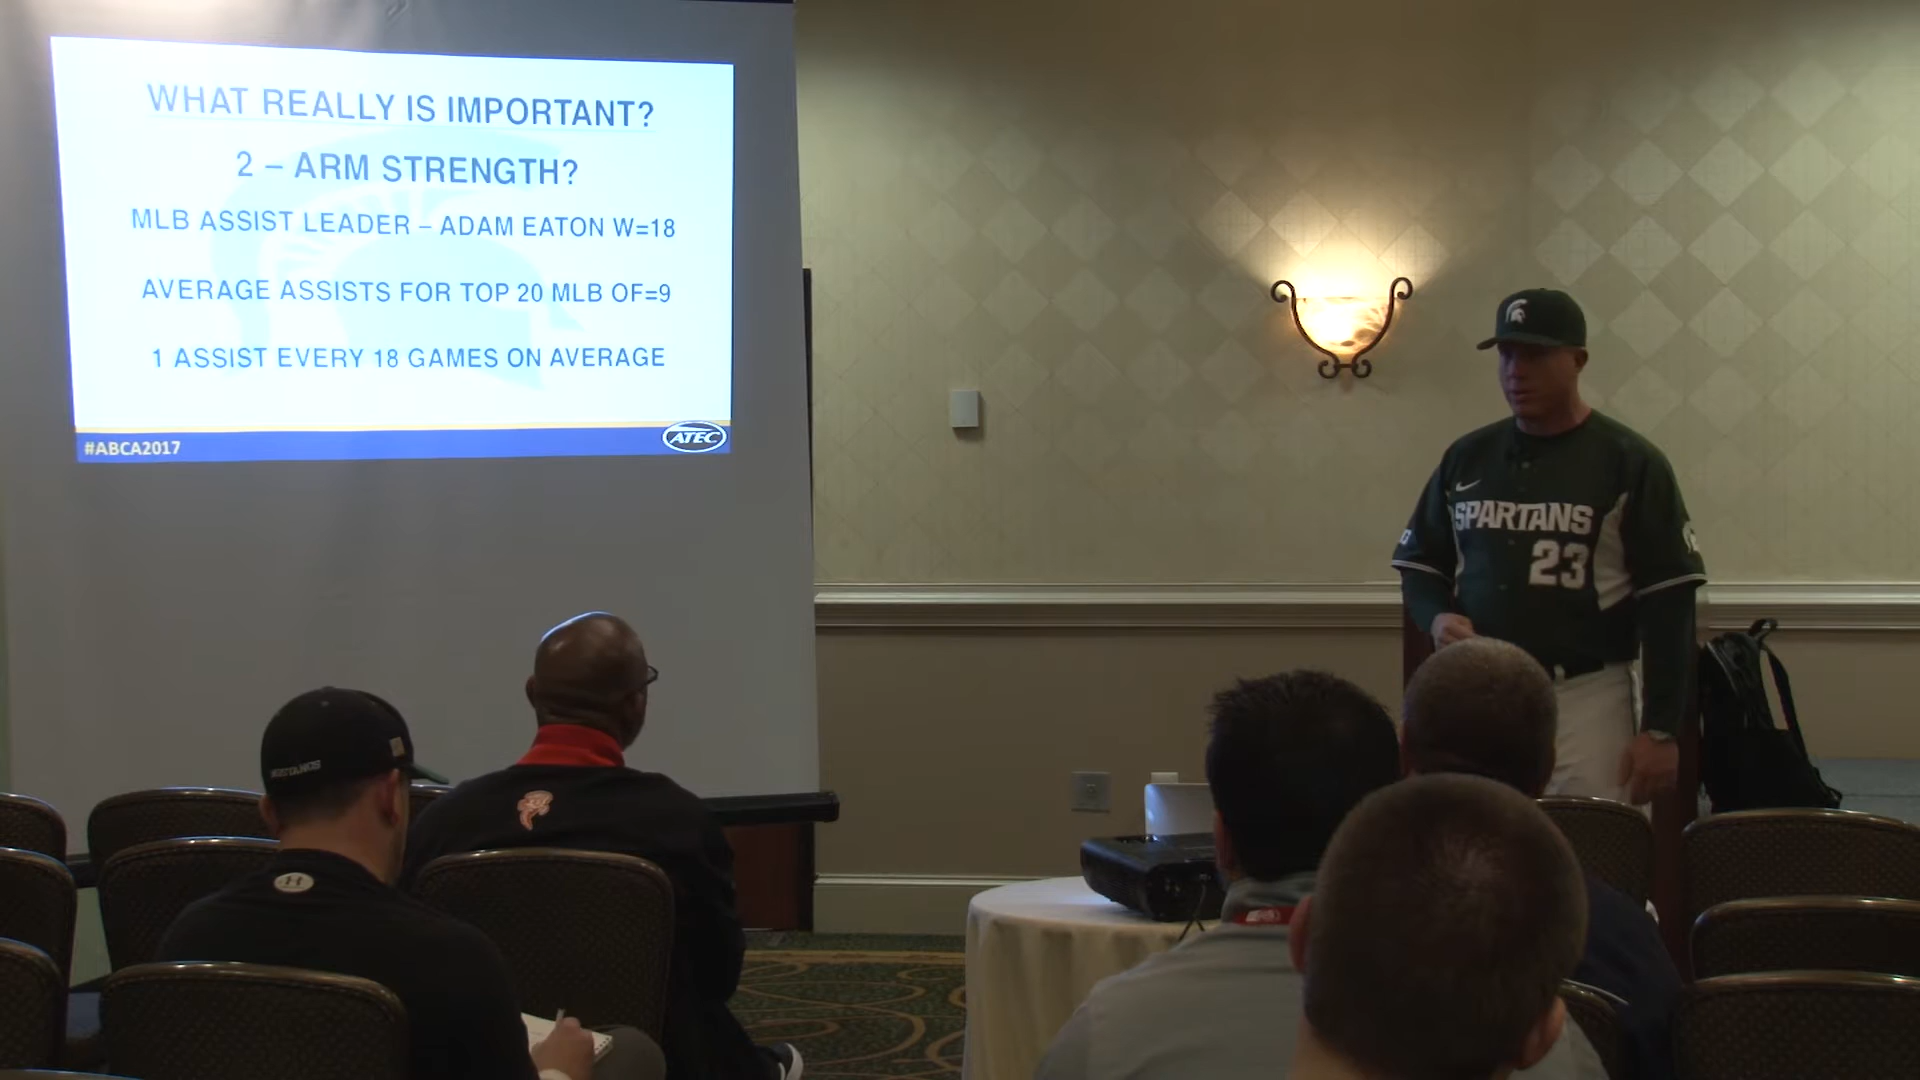 WHAT REALLY IS IMPORTANT?
2 – ARM STRENGTH?
MLB ASSIST LEADER – ADAM EATON W=18
AVERAGE ASSISTS FOR TOP 20 MLB OF=9
1 ASSIST EVERY 18 GAMES ON AVERAGE
#ABCA2017
ATEC
SPARTANS
23
MUSTANGS